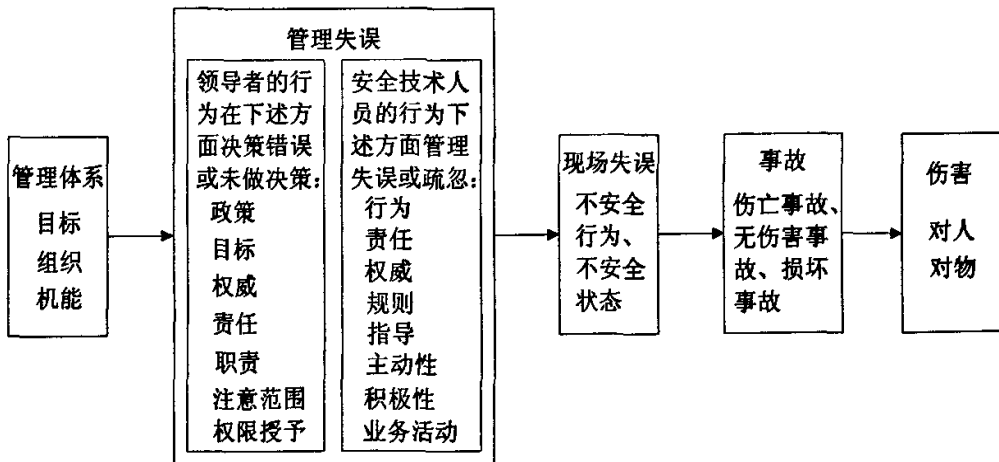 管理体系
目标
组织
机能
管理失误
领导者的行
为在下述方
面决策错误
或未做决策：
政策
目标
权威
责任
职责
注意范围
权限授予
安全技术人
员的行为下
述方面管理
失误或疏忽：
行为
责任
权威
规则
指导
主动性
积极性
业务活动
现场失误
不安全
行为、
不安全
状态
事故
伤亡事故、
无伤害事
故、损坏
事故
伤害
对人
对物